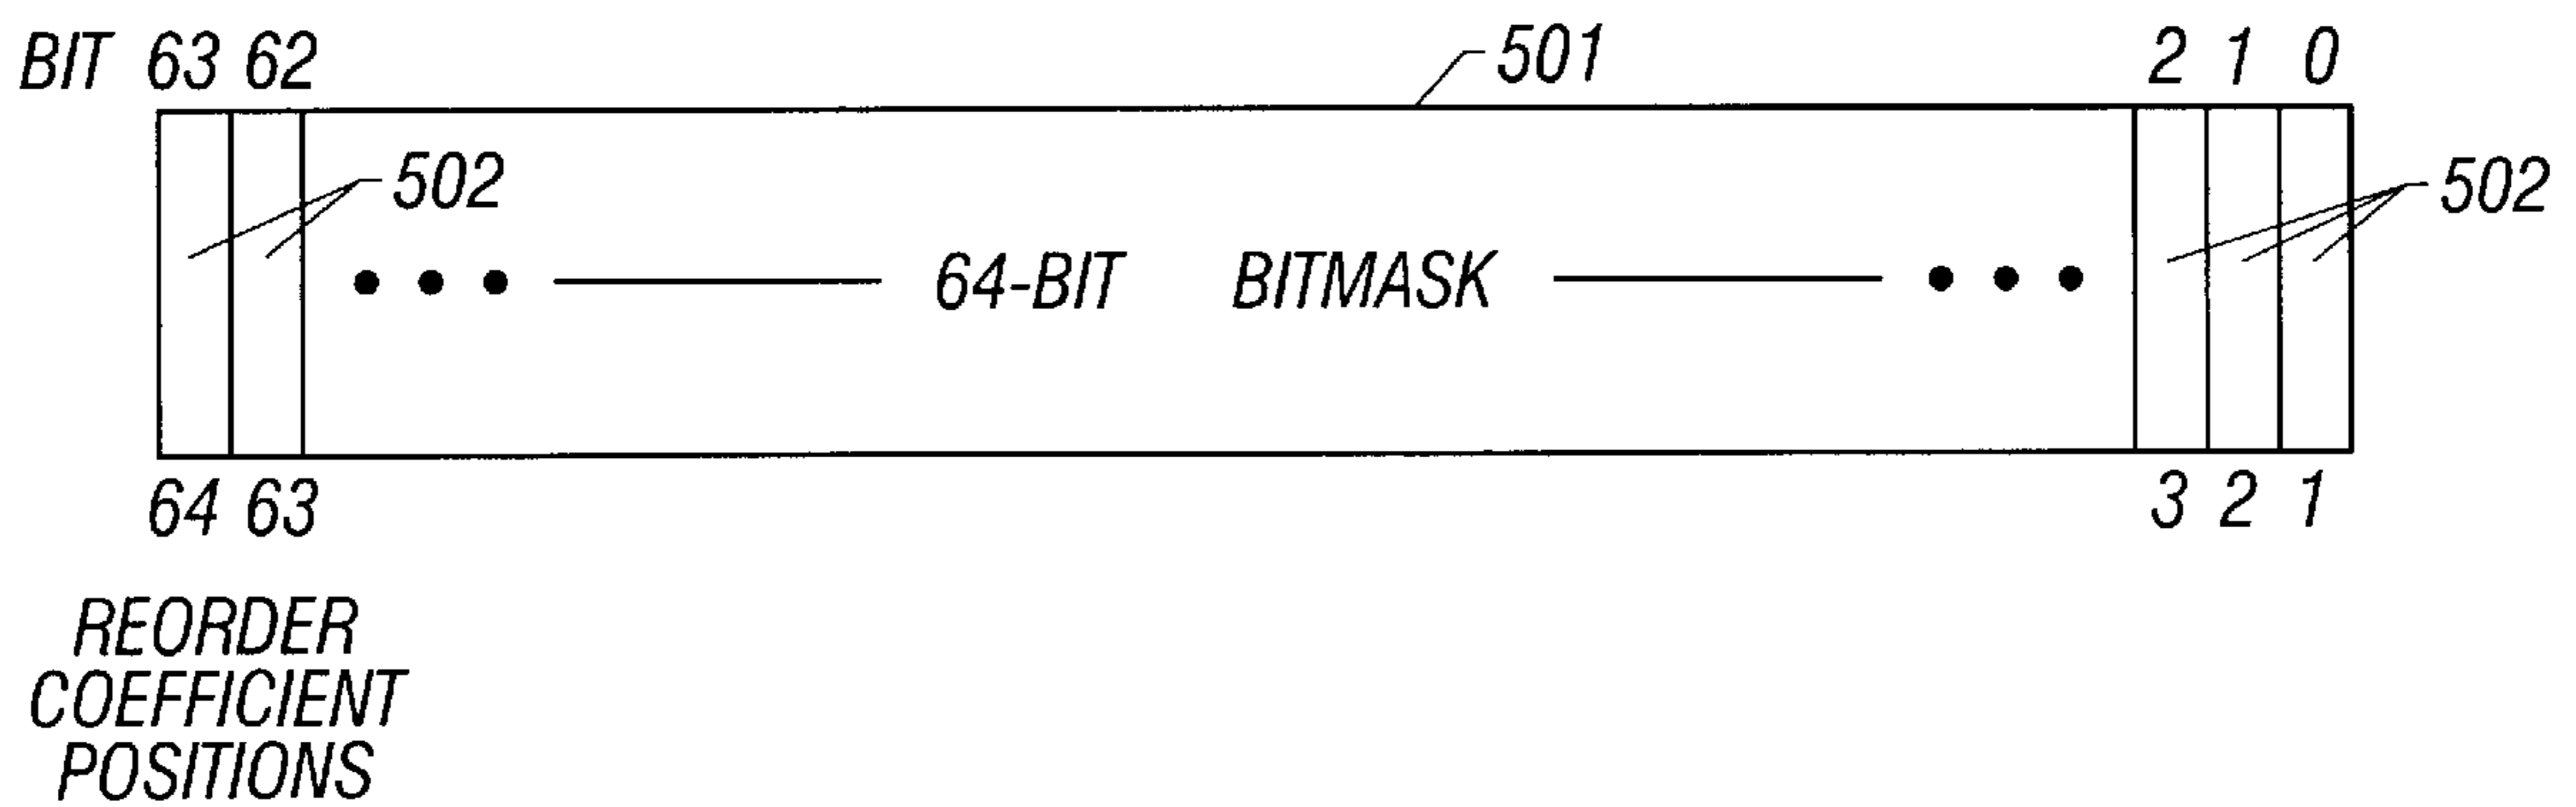 BIT 63 62 501 2 1 0
502 502
64-BIT BITMASK
64 63 3 2 1
REORDER
COEFFICIENT
POSITIONS